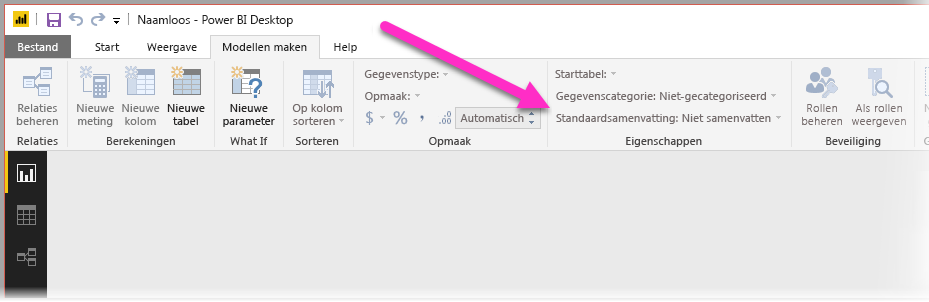 Naamloos - Power BI Desktop
Bestand Start Weergave Modellen maken Help
Relaties beheren
Nieuwe meting
Nieuwe kolom
Nieuwe tabel
Nieuwe parameter
Op kolom sorteren
Gegevenstype:
Opmaak:
$ % , .00 Automatisch
Starttabel:
Gegevenscategorie: Niet-gecategoriseerd
Standaardsamenvatting: Niet samenvatten
Rollen beheren
Als rollen weergeven
Relaties Berekeningen What If Sorteren Opmaak Eigenschappen Beveiliging